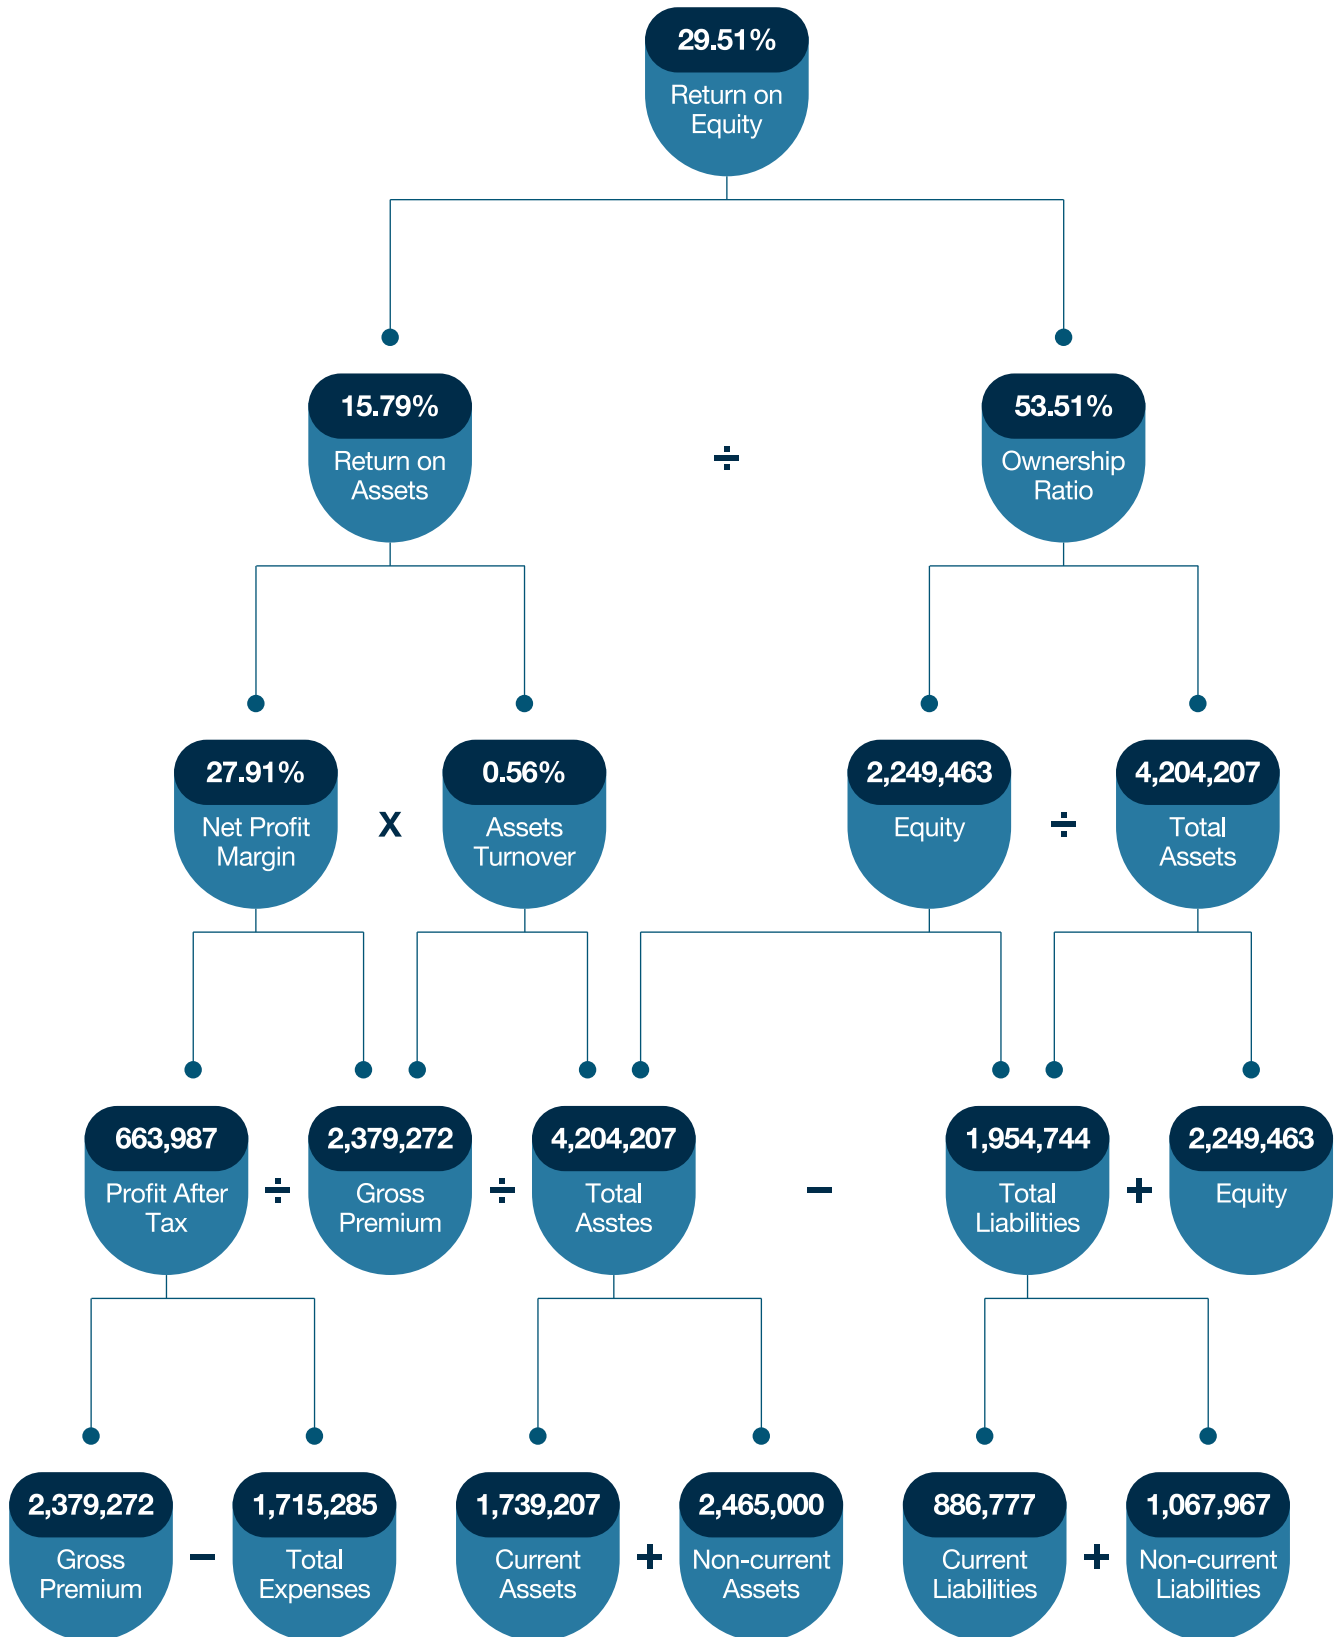 29.51%
Return on
Equity
15.79%
Return on
Assets
÷
53.51%
Ownership
Ratio
27.91%
Net Profit
Margin
x
0.56%
Assets
Turnover
2,249,463
Equity
÷
4,204,207
Total
Assets
663,987
Profit After
Tax
÷
2,379,272
Gross
Premium
÷
4,204,207
Total
Asstes
−
1,954,744
Total
Liabilities
+
2,249,463
Equity
2,379,272
Gross
Premium
−
1,715,285
Total
Expenses
1,739,207
Current
Assets
+
2,465,000
Non-current
Assets
886,777
Current
Liabilities
+
1,067,967
Non-current
Liabilities